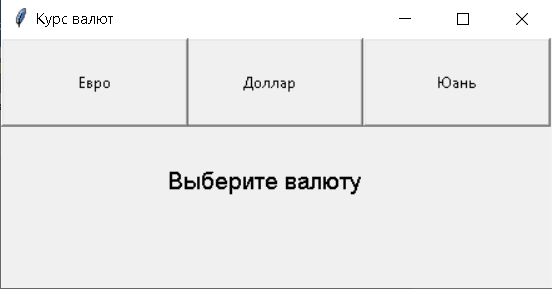 Курс валют
Евро Доллар Юань
Выберите валюту